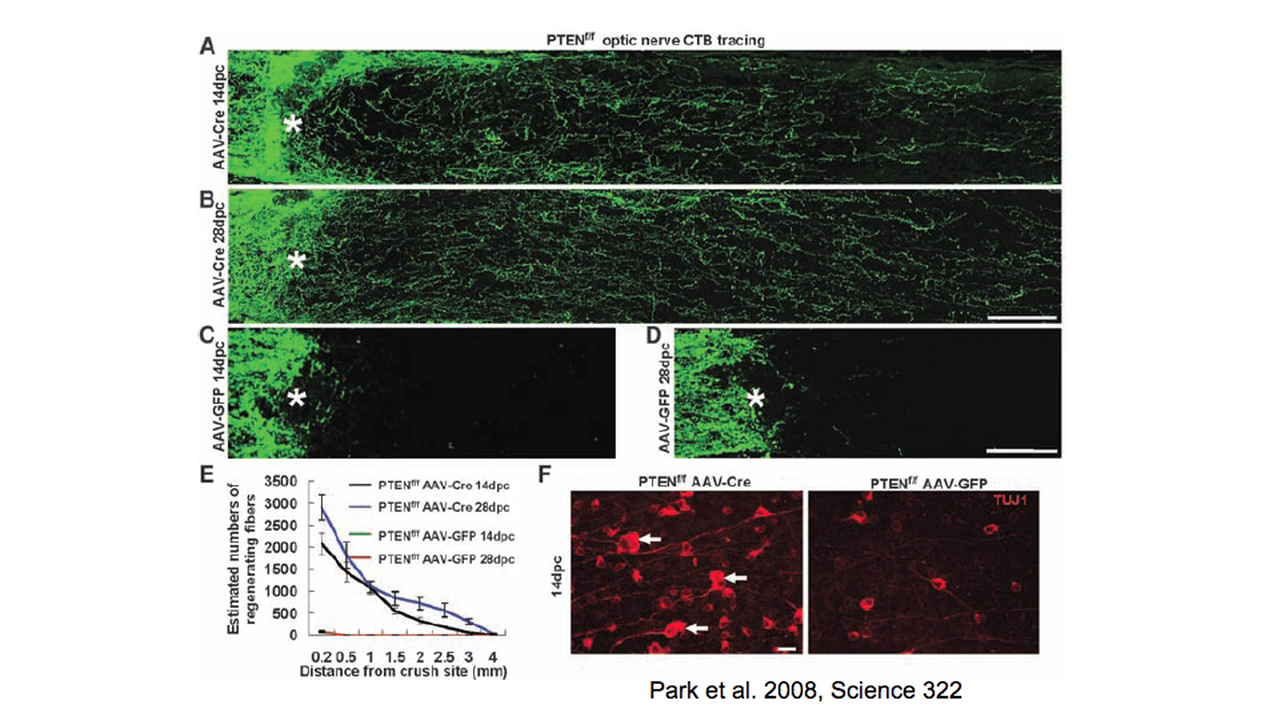 PTENf/f optic nerve CTB tracing
A
AAV-Cre 14dpc
*
B
AAV-Cre 28dpc
*
C
AAV-GFP 14dpc
*
D
AAV-GFP 28dpc
*
E
Estimated numbers of
regenerating fibers
3500
3000
2500
2000
1500
1000
500
0
PTENf/f AAV-Cre 14dpc
PTENf/f AAV-Cre 28dpc
PTENf/f AAV-GFP 14dpc
PTENf/f AAV-GFP 28dpc
0.2 0.5 1 1.5 2 2.5 3 4
Distance from crush site (mm)
F
PTENf/f AAV-Cre
PTENf/f AAV-GFP
TUJ1
14dpc
Park et al. 2008, Science 322